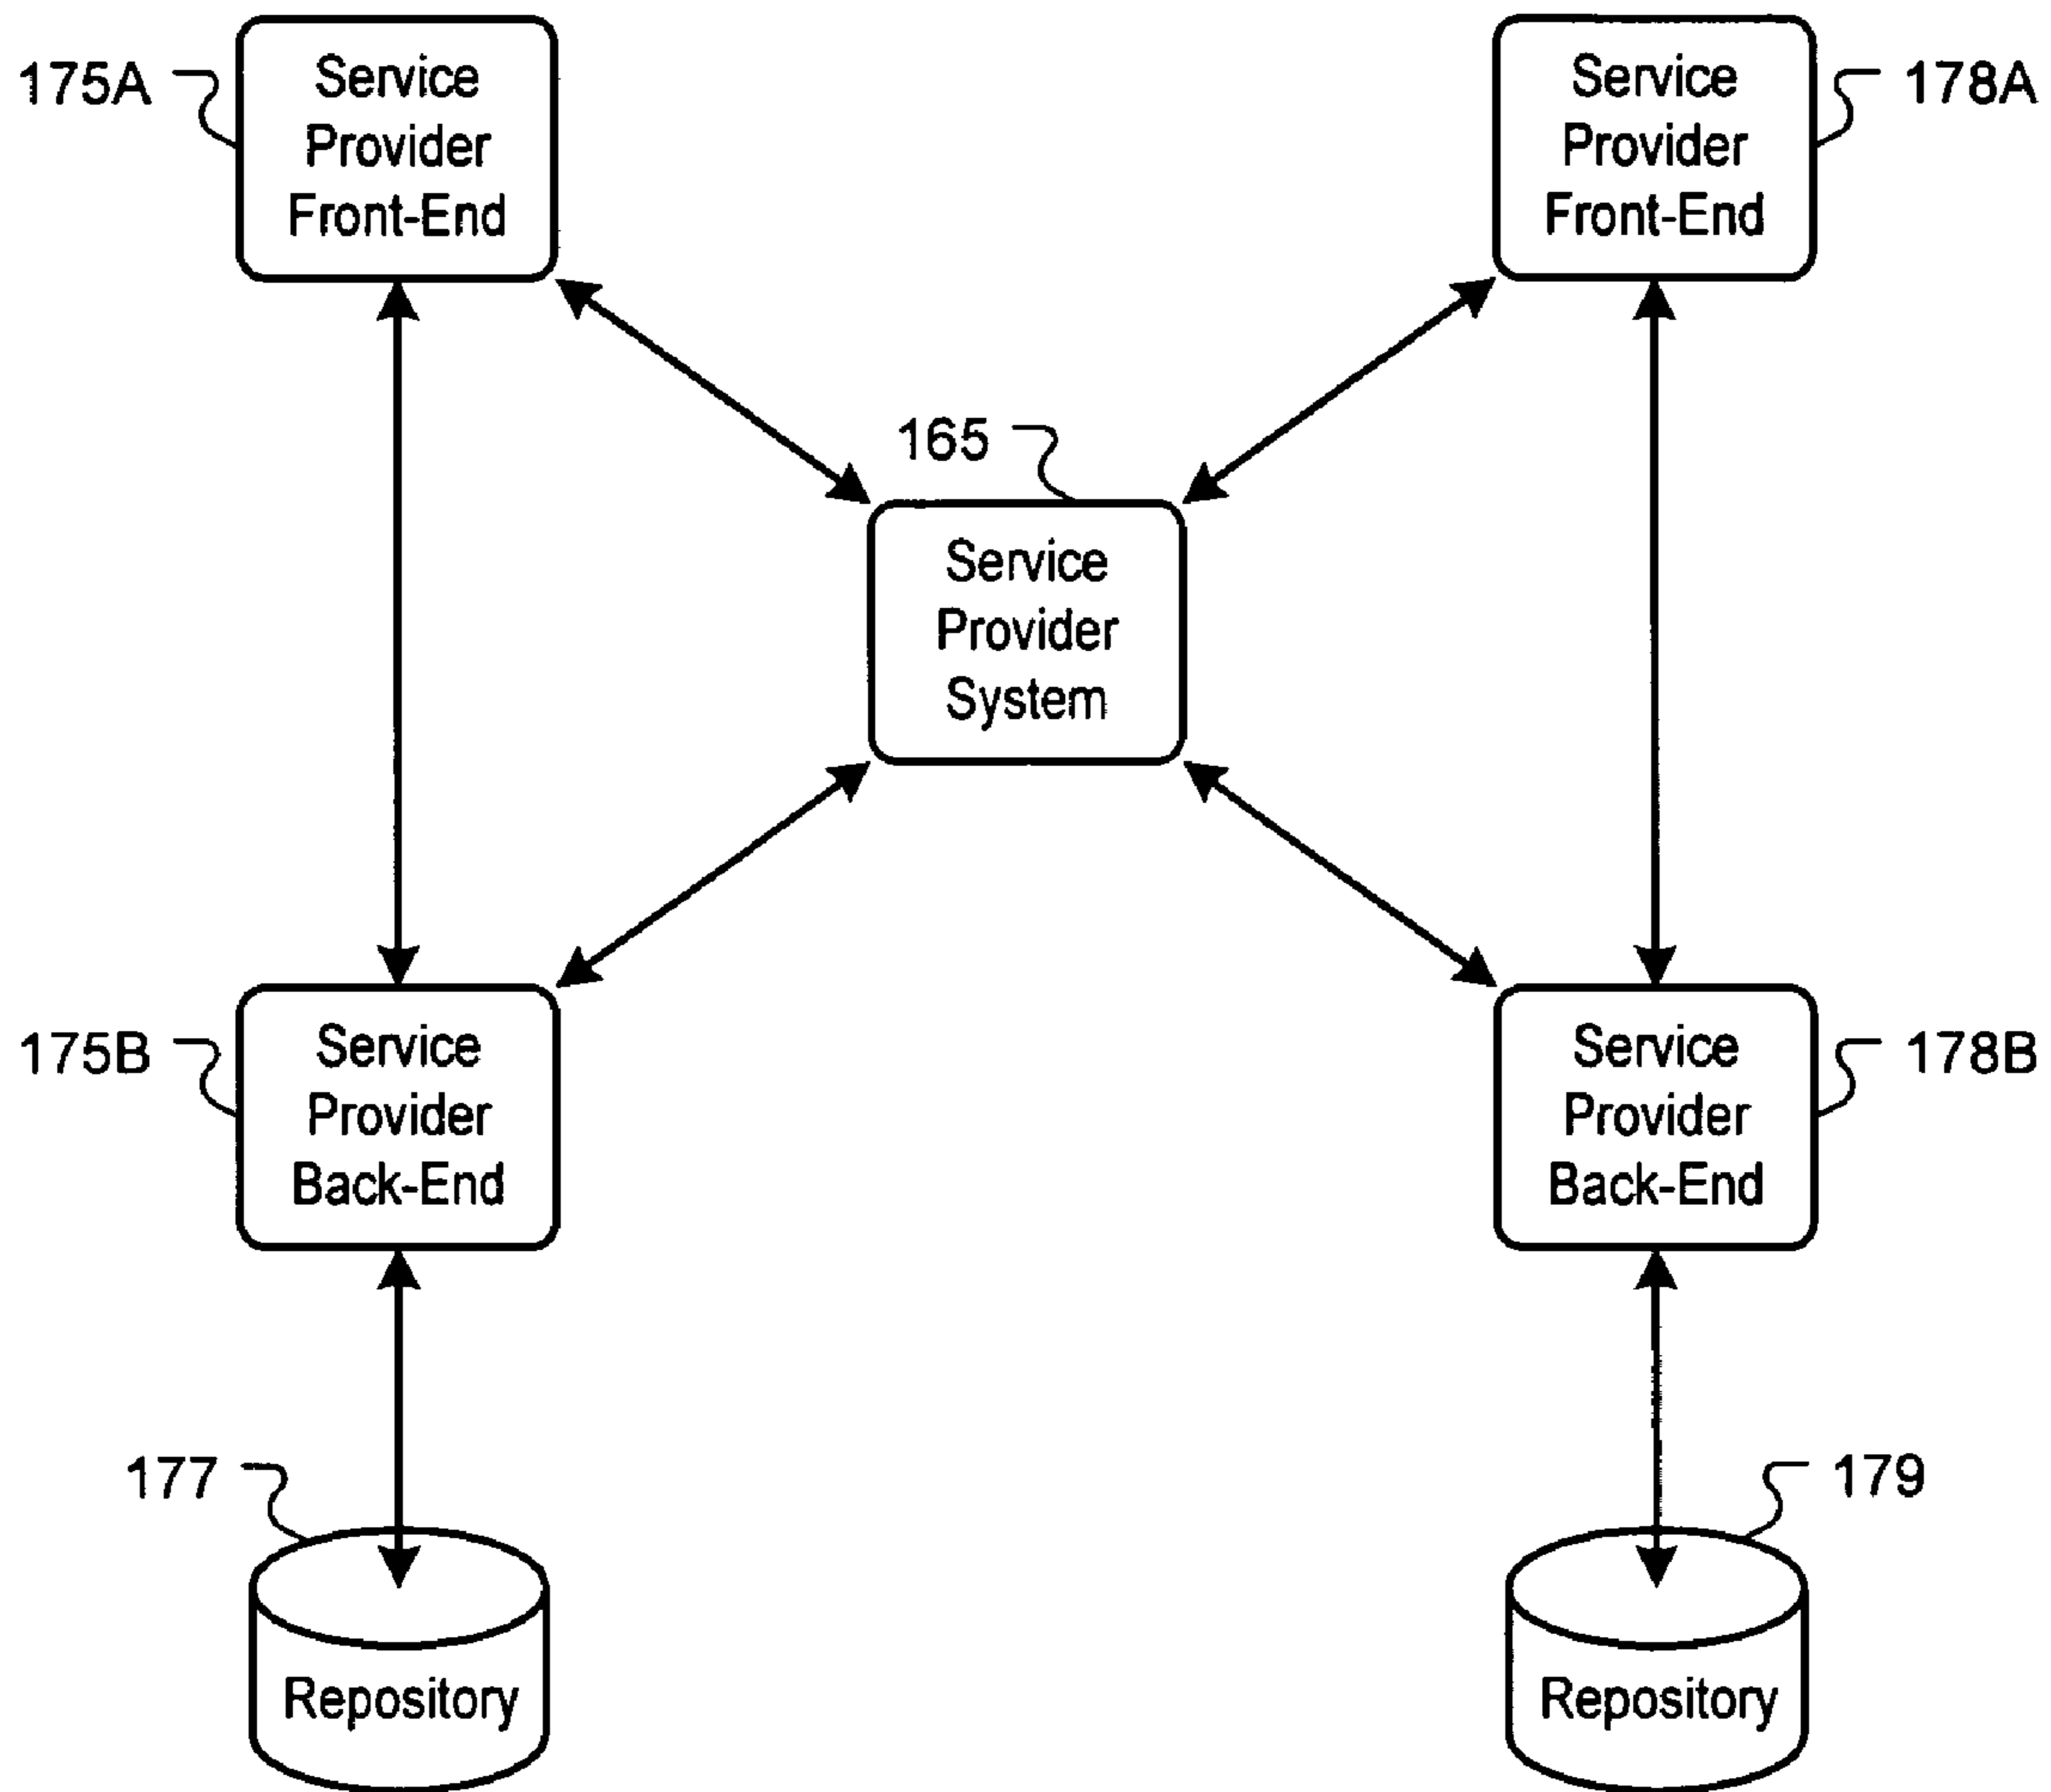 175A
Service
Provider
Front-End
Service
Provider
Front-End
178A
165
Service
Provider
System
175B
Service
Provider
Back-End
Service
Provider
Back-End
178B
177
179
Repository
Repository